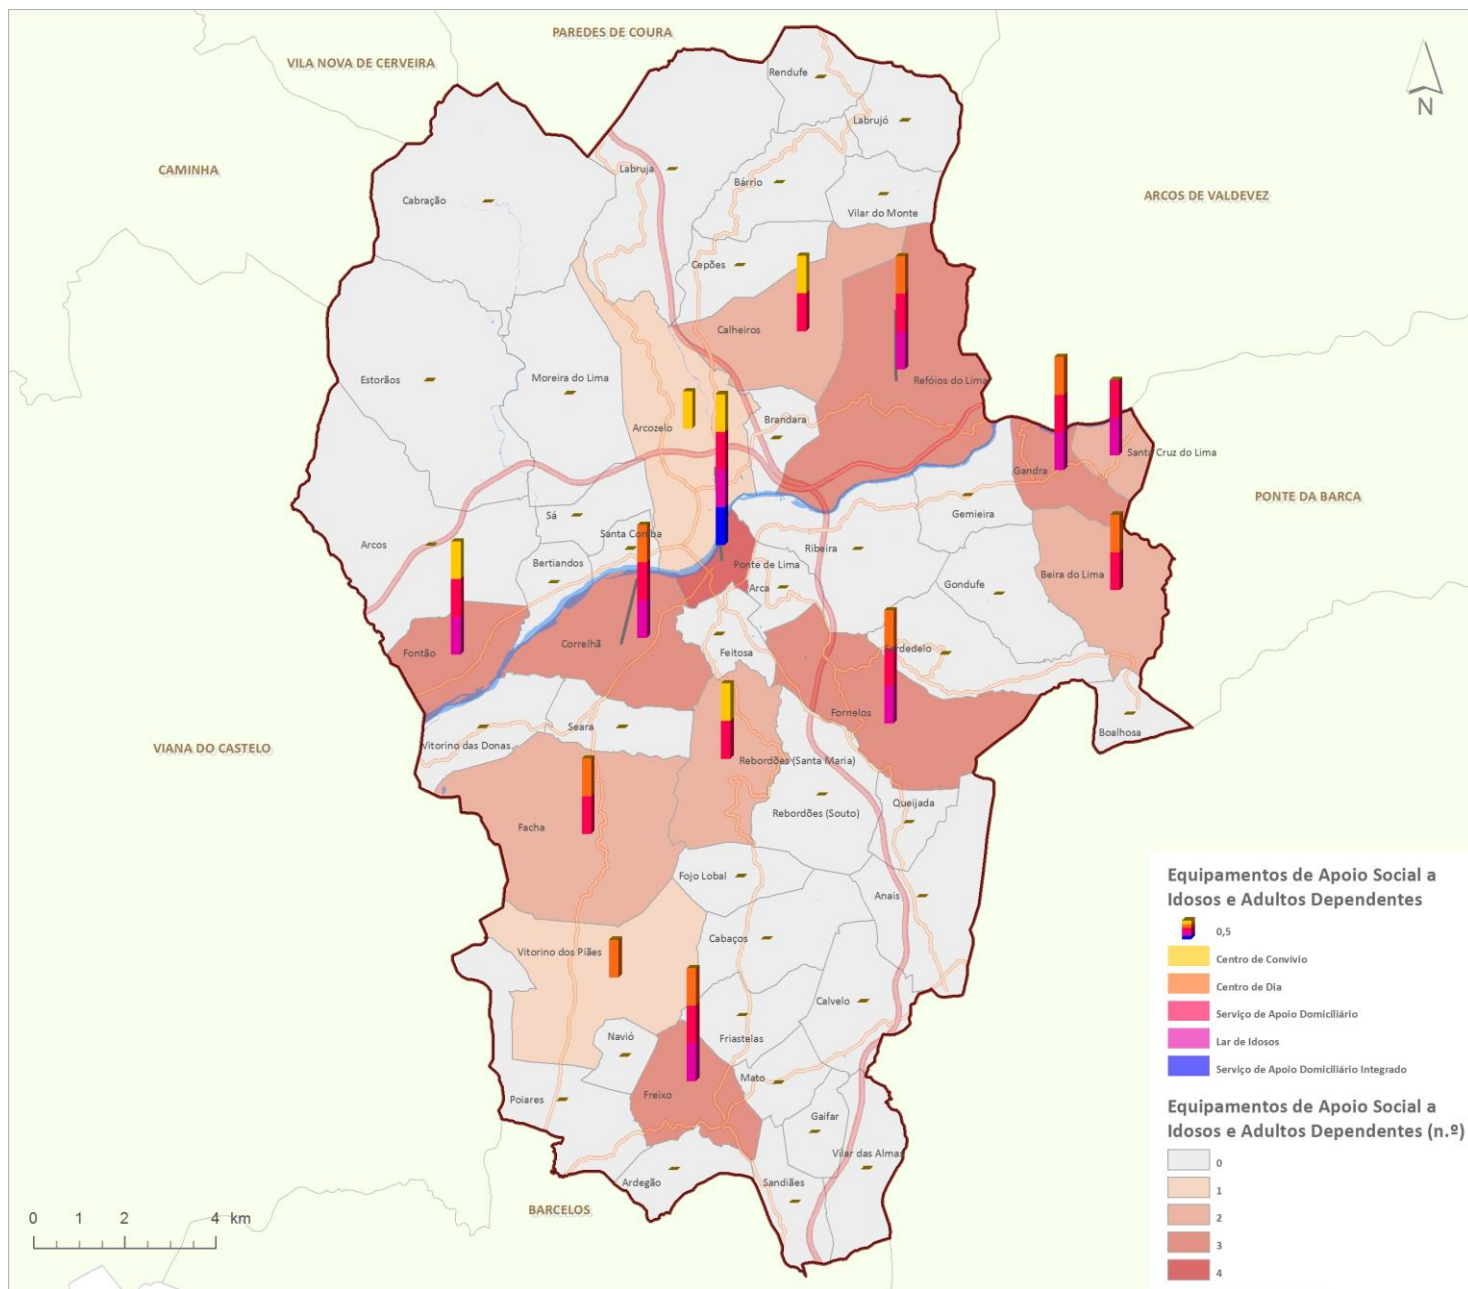 PAREDES DE COURA
VILA NOVA DE CERVEIRA
Rendufe
N
Labrujó
CAMINHA
Labruja
Bárrio
ARCOS DE VALDEVEZ
Cabração
Vilar do Monte
Cepões
Calheiros
Estorãos
Moreira do Lima
Refóios do Lima
Arcozelo
Brandara
Santa Cruz do Lima
Gandra
PONTE DA BARCA
Sá
Gemieira
Santa Comba
Arcos
Ribeira
Bertiandos
Ponte de Lima
Beira do Lima
Arca
Gondufe
Correlhã
Fontão
Feitosa
Fornelos
Seara
Boalhosa
VIANA DO CASTELO
Vitorino das Donas
Rebordões (Santa Maria)
Queijada
Rebordões (Souto)
Facha
Fojo Lobal
Equipamentos de Apoio Social a
Idosos e Adultos Dependentes
Anais
0,5
Cabaços
Vitorino dos Piães
Centro de Convívio
Centro de Dia
Calvelo
Serviço de Apoio Domiciliário
Navió
Friastelas
Lar de Idosos
Serviço de Apoio Domiciliário Integrado
Mato
Freixo
Poiares
Equipamentos de Apoio Social a
Idosos e Adultos Dependentes (n.º)
Gaifar
Vilar das Almas
0
Ardegão
Sandiães
1
BARCELOS
2
0 1 2 4 km
3
4